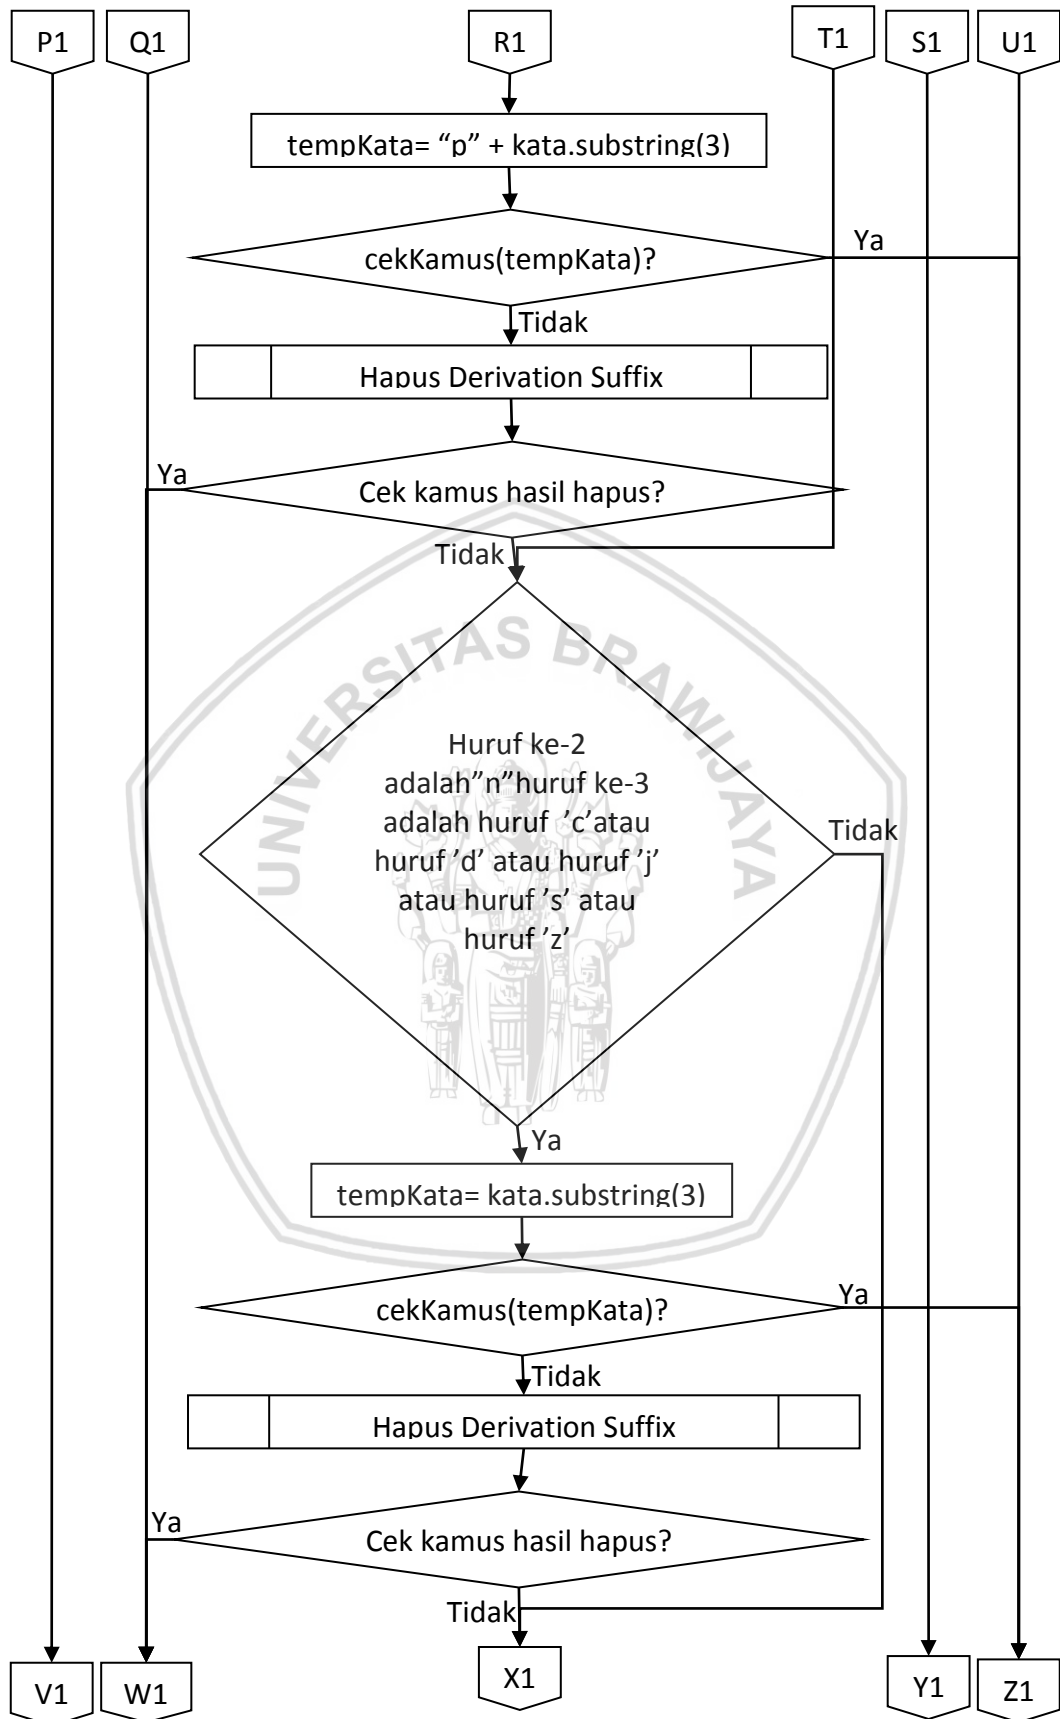 P1 Q1 R1 T1 S1 U1
tempKata= “p” + kata.substring(3)
Ya
cekKamus(tempKata)?
Tidak
Hapus Derivation Suffix
Ya
Cek kamus hasil hapus?
Tidak
UNIVERSITAS BRAWIJAYA
Huruf ke-2
adalah”n”huruf ke-3
adalah huruf ,’c’atau
huruf ’d’ atau huruf ’j’
atau huruf ’s’ atau
huruf ’z’
Tidak
Ya
tempKata= kata.substring(3)
Ya
cekKamus(tempKata)?
Tidak
Hapus Derivation Suffix
Ya
Cek kamus hasil hapus?
Tidak
V1 W1 X1 Y1 Z1